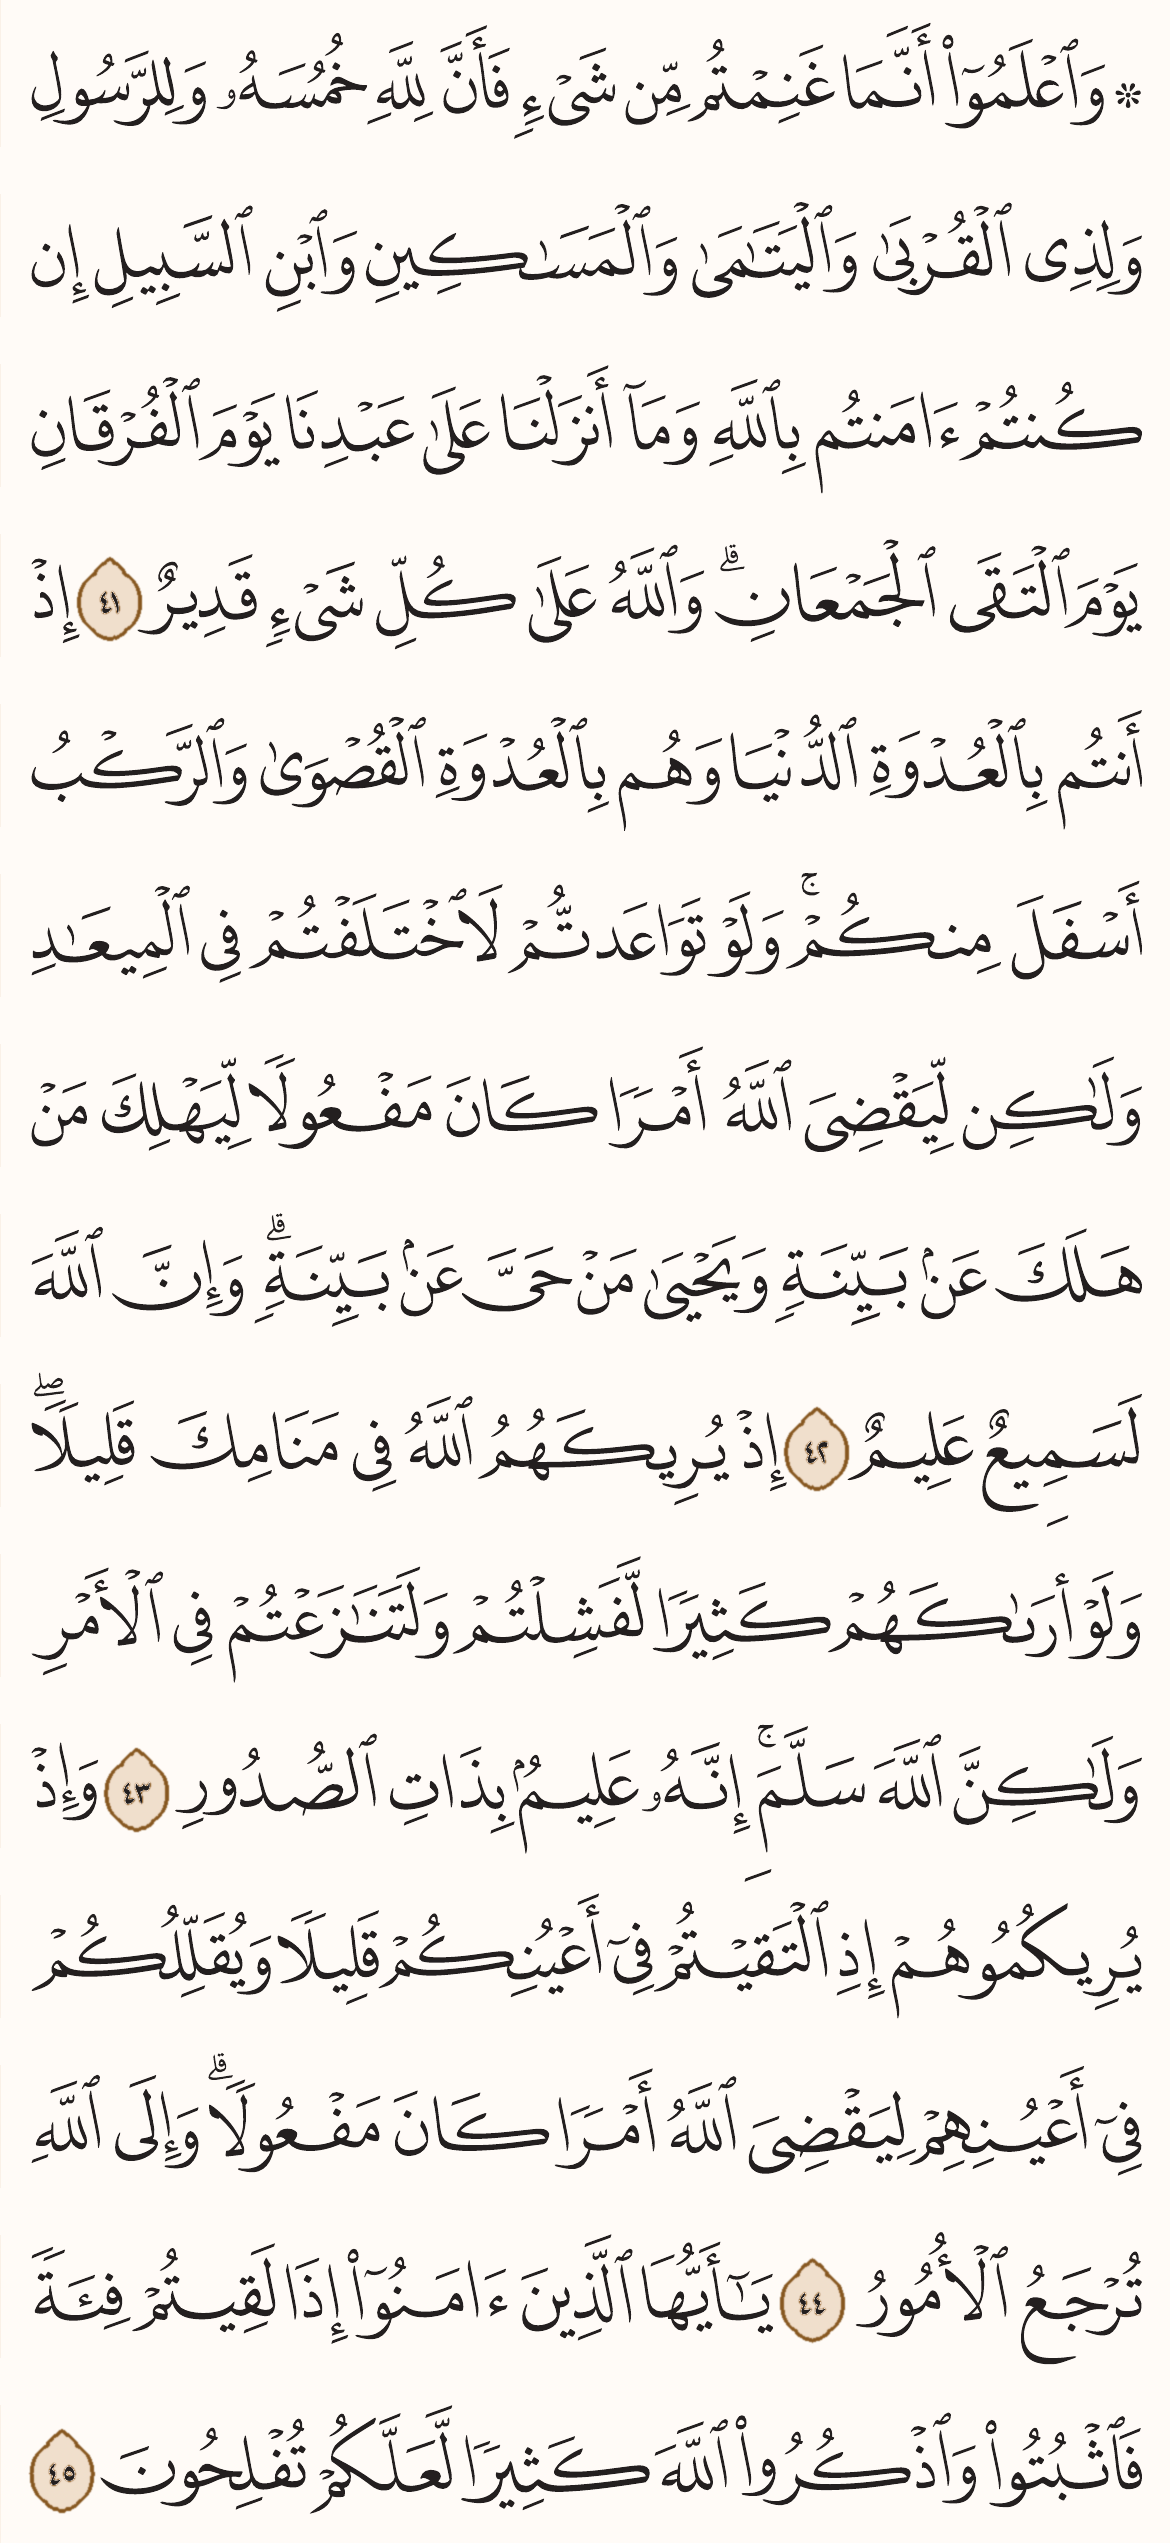 ۞ وَٱعْلَمُوٓا۟ أَنَّمَا غَنِمْتُم مِّن شَىْءٍ فَأَنَّ لِلَّهِ خُمُسَهُۥ وَلِلرَّسُولِ
وَلِذِى ٱلْقُرْبَىٰ وَٱلْيَتَـٰمَىٰ وَٱلْمَسَـٰكِينِ وَٱبْنِ ٱلسَّبِيلِ إِن
كُنتُمْ ءَامَنتُم بِٱللَّهِ وَمَآ أَنزَلْنَا عَلَىٰ عَبْدِنَا يَوْمَ ٱلْفُرْقَانِ
يَوْمَ ٱلْتَقَى ٱلْجَمْعَانِ ۗ وَٱللَّهُ عَلَىٰ كُلِّ شَىْءٍ قَدِيرٌ ٤١ إِذْ
أَنتُم بِٱلْعُدْوَةِ ٱلدُّنْيَا وَهُم بِٱلْعُدْوَةِ ٱلْقُصْوَىٰ وَٱلرَّكْبُ
أَسْفَلَ مِنكُمْ ۚ وَلَوْ تَوَاعَدتُّمْ لَٱخْتَلَفْتُمْ فِى ٱلْمِيعَـٰدِ
وَلَـٰكِن لِّيَقْضِىَ ٱللَّهُ أَمْرًا كَانَ مَفْعُولًا لِّيَهْلِكَ مَنْ
هَلَكَ عَنۢ بَيِّنَةٍ وَيَحْيَىٰ مَنْ حَىَّ عَنۢ بَيِّنَةٍ ۗ وَإِنَّ ٱللَّهَ
لَسَمِيعٌ عَلِيمٌ ٤٢ إِذْ يُرِيكَهُمُ ٱللَّهُ فِى مَنَامِكَ قَلِيلًا ۖ
وَلَوْ أَرَىٰكَهُمْ كَثِيرًا لَّفَشِلْتُمْ وَلَتَنَـٰزَعْتُمْ فِى ٱلْأَمْرِ
وَلَـٰكِنَّ ٱللَّهَ سَلَّمَ ۚ إِنَّهُۥ عَلِيمٌۢ بِذَاتِ ٱلصُّدُورِ ٤٣ وَإِذْ
يُرِيكُمُوهُمْ إِذِ ٱلْتَقَيْتُمْ فِىٓ أَعْيُنِكُمْ قَلِيلًا وَيُقَلِّلُكُمْ
فِىٓ أَعْيُنِهِمْ لِيَقْضِىَ ٱللَّهُ أَمْرًا كَانَ مَفْعُولًا ۗ وَإِلَى ٱللَّهِ
تُرْجَعُ ٱلْأُمُورُ ٤٤ يَـٰٓأَيُّهَا ٱلَّذِينَ ءَامَنُوٓا۟ إِذَا لَقِيتُمْ فِئَةً
فَٱثْبُتُوا۟ وَٱذْكُرُوا۟ ٱللَّهَ كَثِيرًا لَّعَلَّكُمْ تُفْلِحُونَ ٤٥